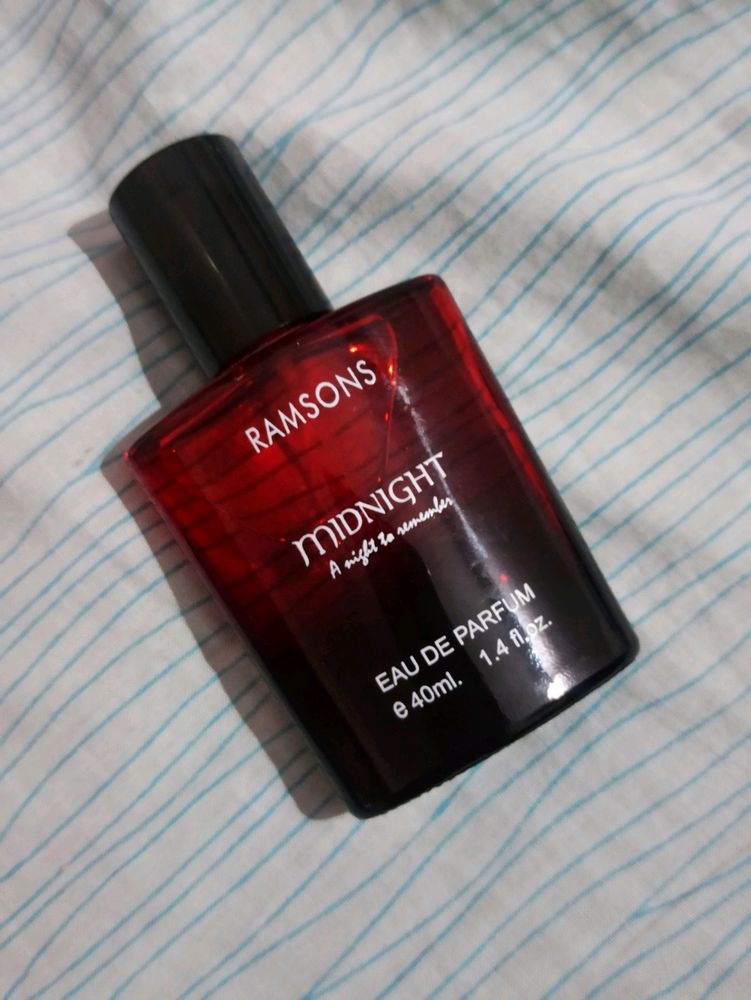 RAMSONS
MIDNIGHT
A night to remember
EAU DE PARFUM
e 40ml. 1.4 fl.oz.